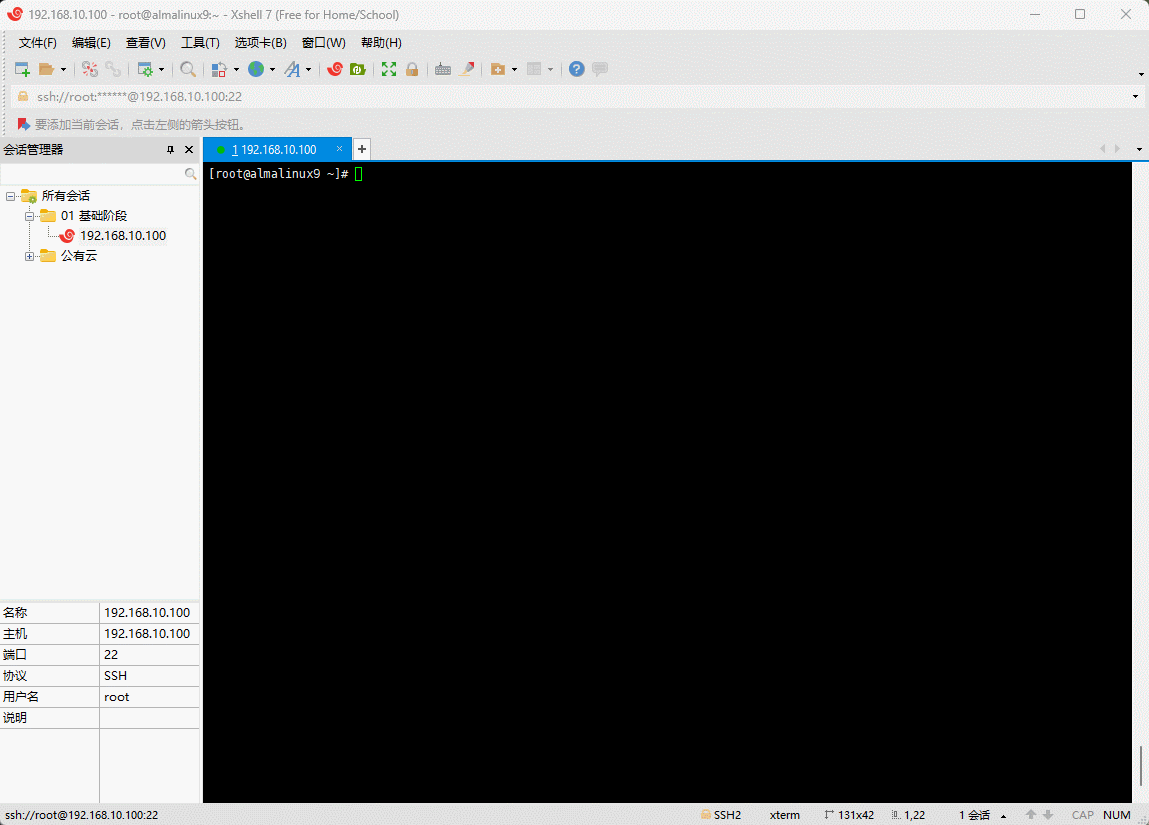 192.168.10.100 - root@almalinux9:~ - Xshell 7 (Free for Home/School)
文件(F) 编辑(E) 查看(V) 工具(T) 选项卡(B) 窗口(W) 帮助(H)
ssh://root:******@192.168.10.100:22
要添加当前会话，点击左侧的箭头按钮。
会话管理器
1 192.168.10.100
[root@almalinux9 ~]#
所有会话
01 基础阶段
192.168.10.100
公有云
名称 192.168.10.100
主机 192.168.10.100
端口 22
协议 SSH
用户名 root
说明
ssh://root@192.168.10.100:22 SSH2 xterm 131x42 1,22 1 会话 CAP NUM